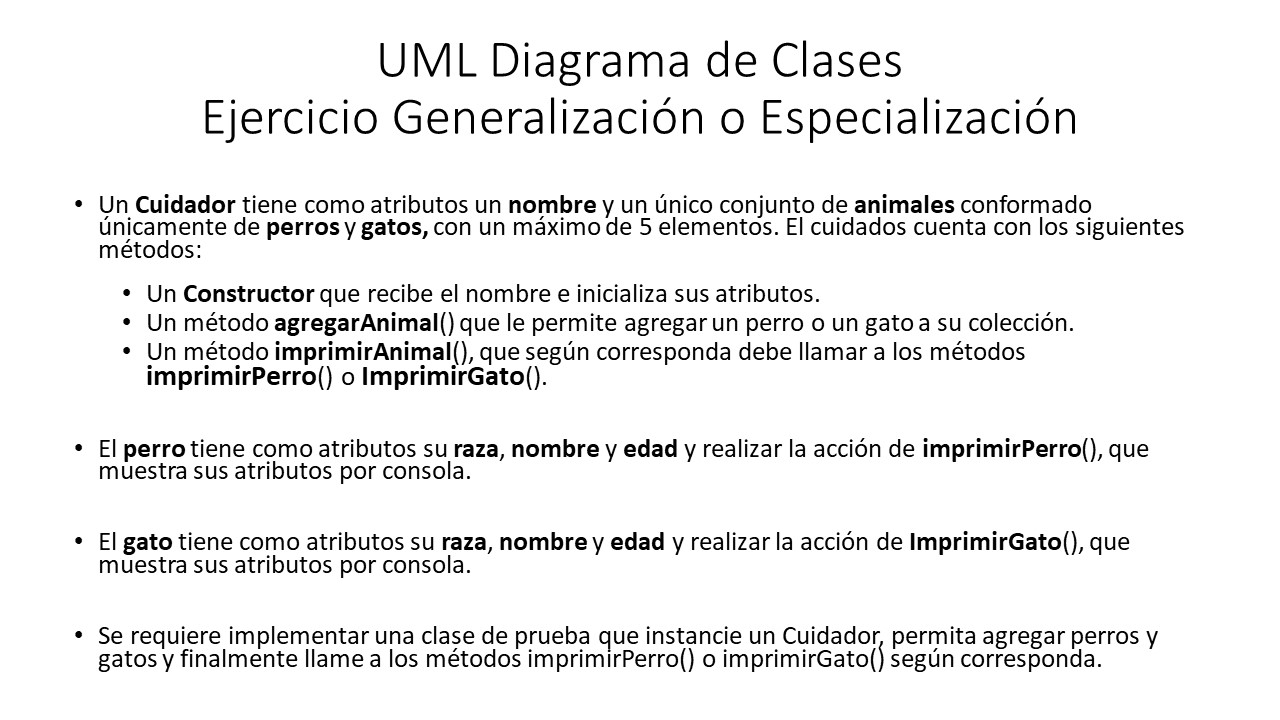 UML Diagrama de Clases
Ejercicio Generalización o Especialización
• Un Cuidador tiene como atributos un nombre y un único conjunto de animales conformado
únicamente de perros y gatos, con un máximo de 5 elementos. El cuidados cuenta con los siguientes
métodos:
• Un Constructor que recibe el nombre e inicializa sus atributos.
• Un método agregarAnimal() que le permite agregar un perro o un gato a su colección.
• Un método imprimirAnimal(), que según corresponda debe llamar a los métodos
imprimirPerro() o ImprimirGato().
• El perro tiene como atributos su raza, nombre y edad y realizar la acción de imprimirPerro(), que
muestra sus atributos por consola.
• El gato tiene como atributos su raza, nombre y edad y realizar la acción de ImprimirGato(), que
muestra sus atributos por consola.
• Se requiere implementar una clase de prueba que instancie un Cuidador, permita agregar perros y
gatos y finalmente llame a los métodos imprimirPerro() o imprimirGato() según corresponda.